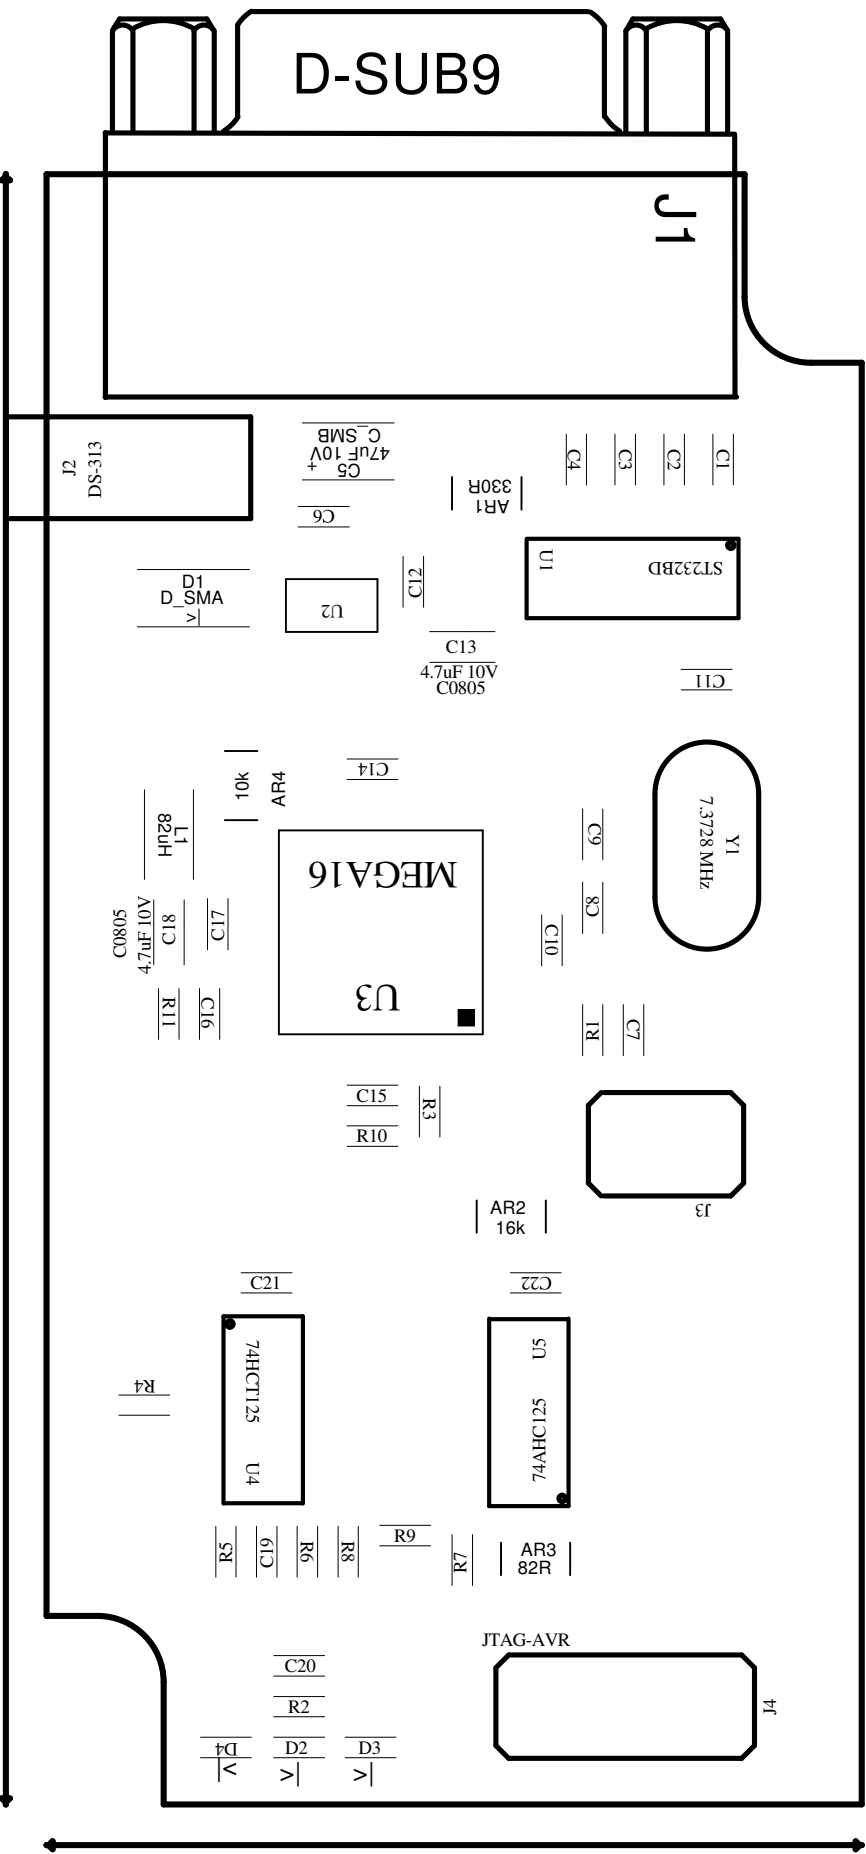 D-SUB9
J1
J2
DS-313
C_SMB
47uF 10V
C5
+
C4
C3
C2
C1
330R
AR1
C6
D1
D_SMA
>|
U2
C12
U1
ST232BD
C13
4.7uF 10V
C0805
C11
10k
AR4
C14
L1
82uH
7.3728 MHz
Y1
C9
C8
C10
MEGA16
U3
C0805
4.7uF 10V
C18
C17
R11
C16
R1
C7
C15
R10
R3
J3
AR2
16k
C21
C22
74HCT125
U4
U5
74AHC125
R4
R5
C19
R6
R8
R9
R7
AR3
82R
JTAG-AVR
J4
C20
R2
D4
|<
D2
>|
D3
>|